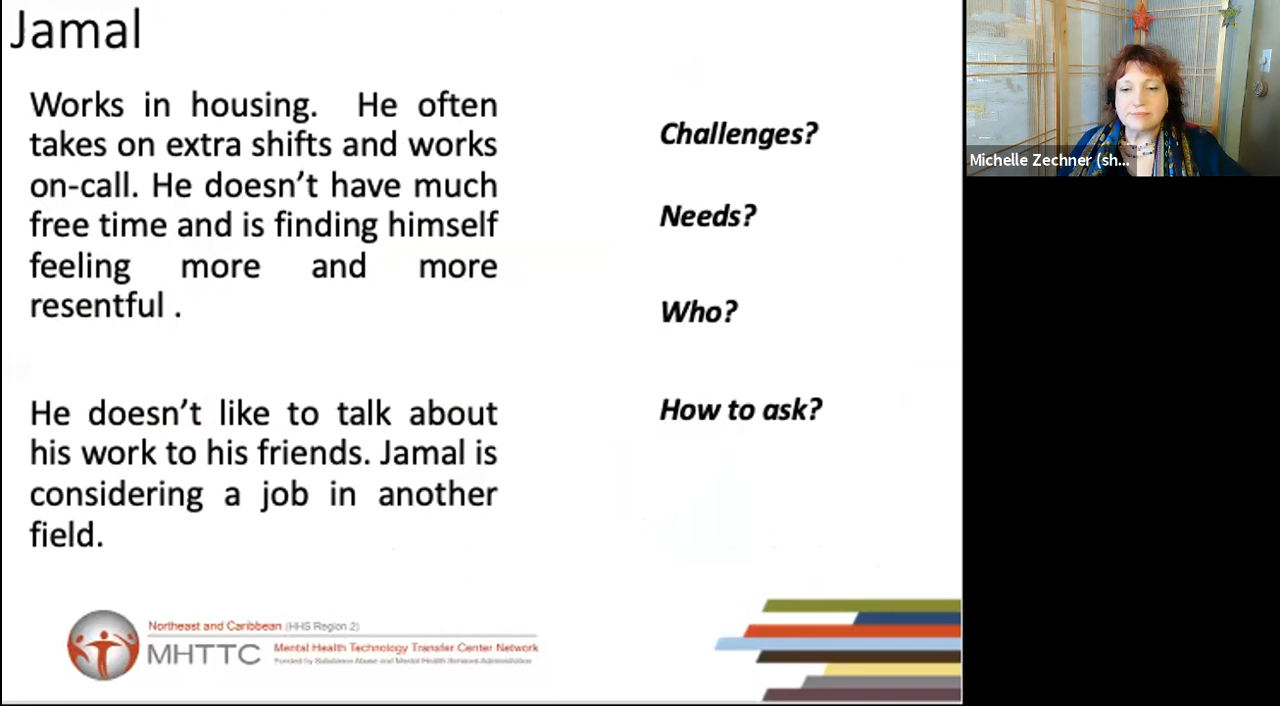 Jamal
Works in housing. He often
takes on extra shifts and works
on-call. He doesn’t have much
free time and is finding himself
feeling more and more
resentful .
He doesn’t like to talk about
his work to his friends. Jamal is
considering a job in another
field.
Challenges?
Needs?
Who?
How to ask?
Michelle Zechner (sh...
Northeast and Caribbean (HHS Region 2)
MHTTC
Mental Health Technology Transfer Center Network
Funded by Substance Abuse and Mental Health Services Administration